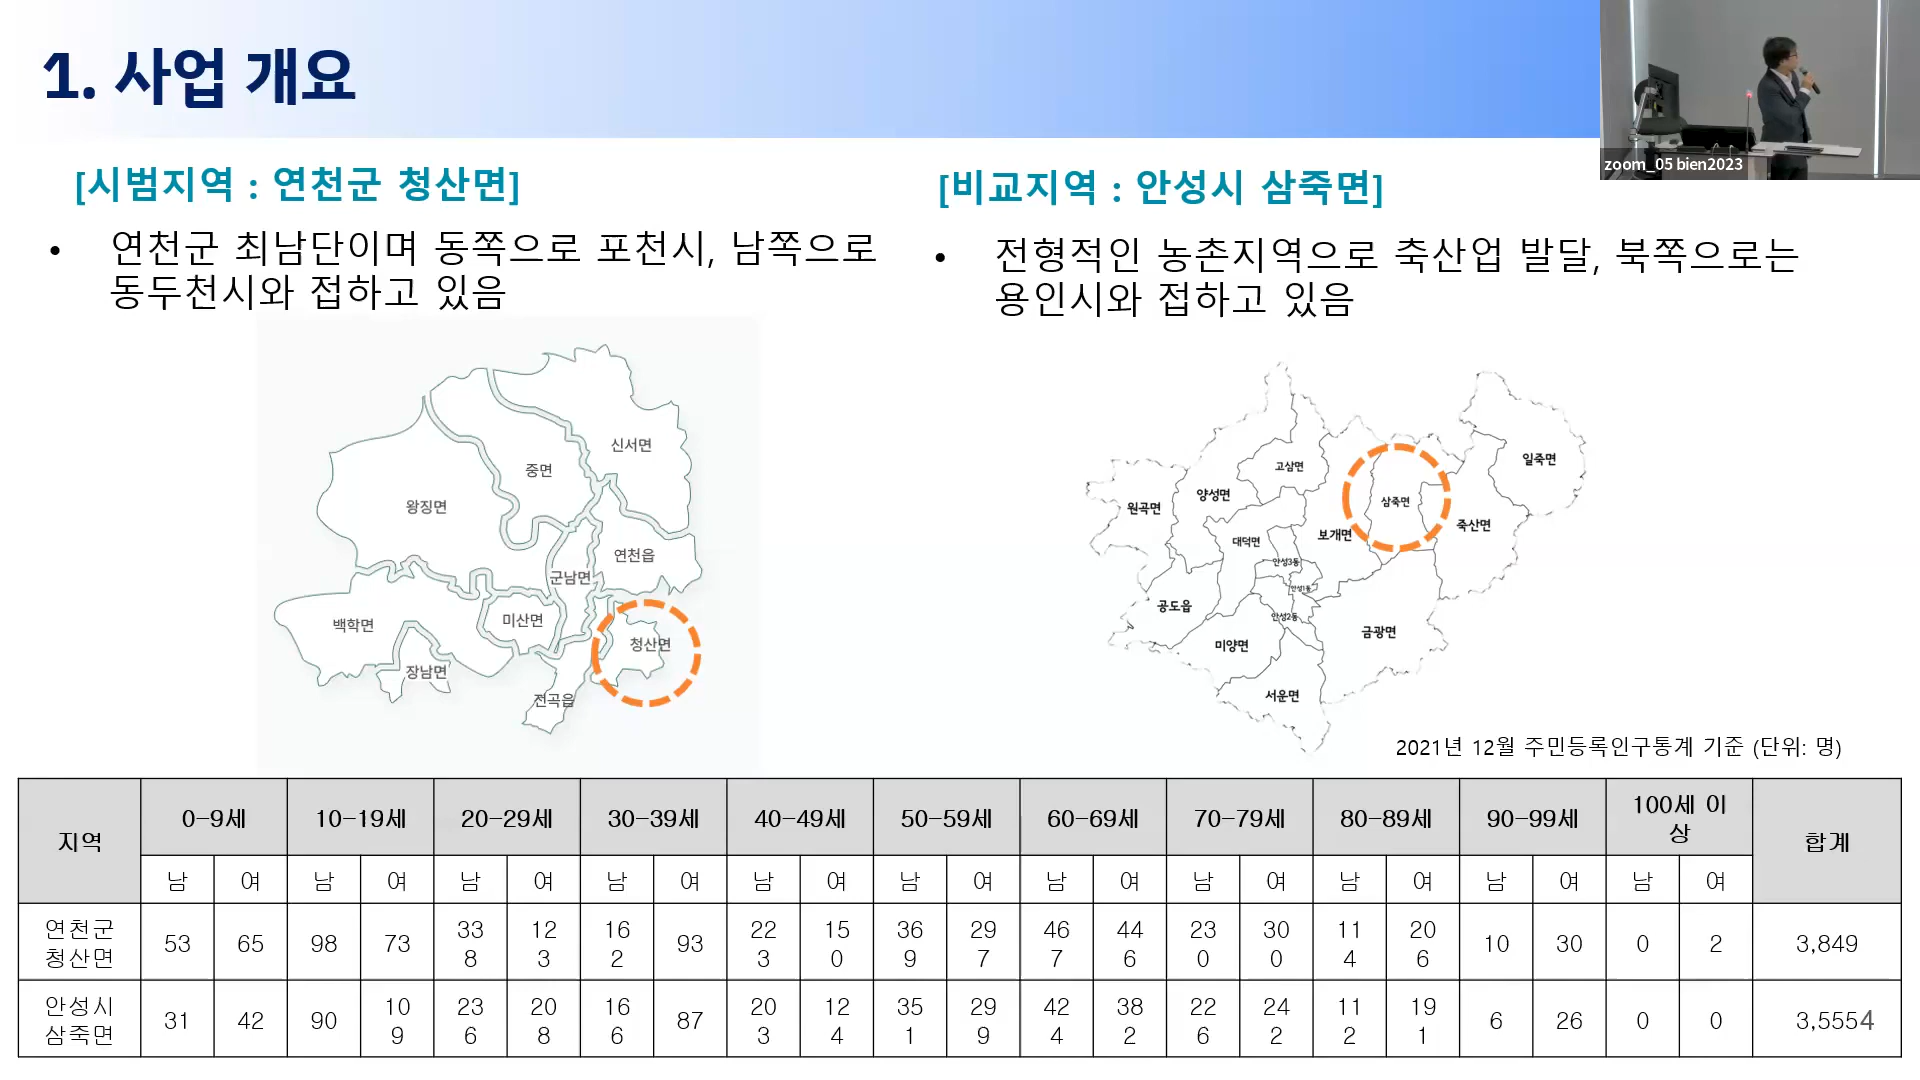 1. 사업 개요
zoom_05 bien2023
[시범지역 : 연천군 청산면]
• 연천군 최남단이며 동쪽으로 포천시, 남쪽으로
동두천시와 접하고 있음
[비교지역 : 안성시 삼죽면]
• 전형적인 농촌지역으로 축산업 발달, 북쪽으로는
용인시와 접하고 있음
신서면
중면
왕징면
연천읍
군남면
미산면
백학면
청산면
장남면
전곡읍
일죽면
고삼면
양성면
삼죽면
원곡면
축산면
보개면
대덕면
안성3동
안성1동
공도읍
안성2동
금광면
미양면
서운면
2021년 12월 주민등록인구통계 기준 (단위: 명)
지역 0-9세 10-19세 20-29세 30-39세 40-49세 50-59세 60-69세 70-79세 80-89세 90-99세 100세 이상 합계
남 여 남 여 남 여 남 여 남 여 남 여 남 여 남 여 남 여 남 여 남 여
연천군 청산면 53 65 98 73 338 123 162 93 223 150 369 297 467 446 230 300 114 206 10 30 0 2 3,849
안성시 삼죽면 31 42 90 109 236 208 166 87 203 124 351 299 424 382 226 242 112 191 6 26 0 0 3,555
4